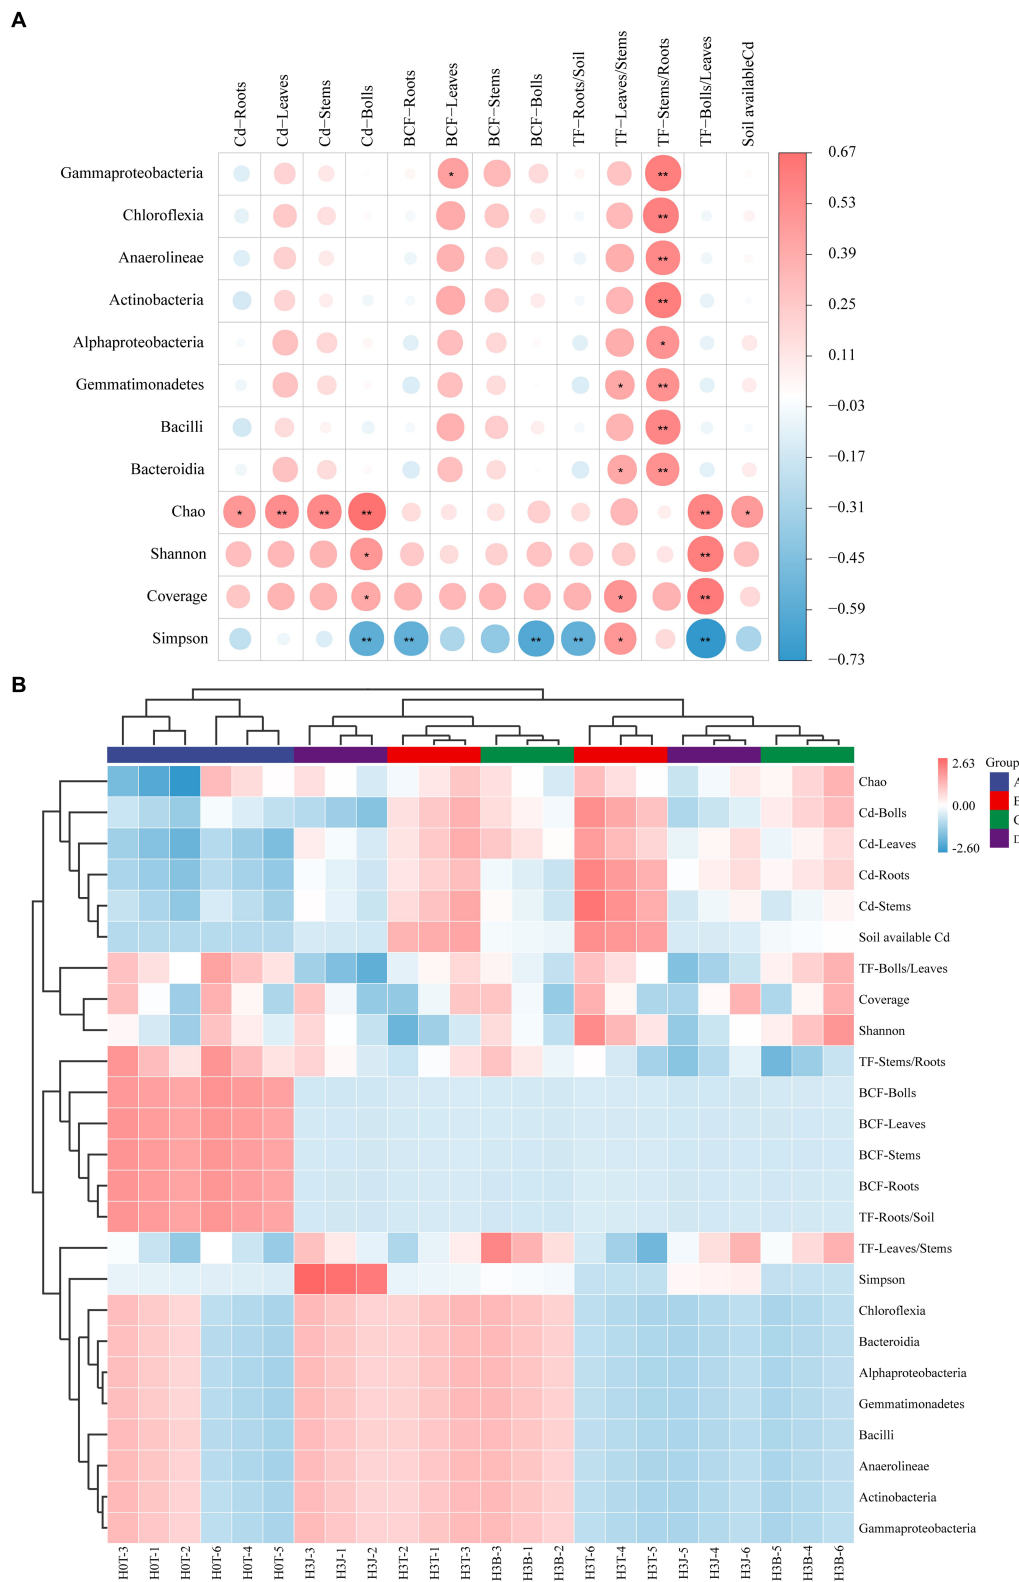 A
Cd−Roots
Cd−Leaves
Cd−Stems
Cd−Bolls
BCF−Roots
BCF−Leaves
BCF−Stems
BCF−Bolls
TF−Roots/Soil
TF−Leaves/Stems
TF−Stems/Roots
TF−Bolls/Leaves
Soil availableCd
Gammaproteobacteria * **
Chloroflexia **
Anaerolineae **
Actinobacteria **
Alphaproteobacteria *
Gemmatimonadetes * **
Bacilli **
Bacteroidia * **
Chao * ** ** ** ** *
Shannon * **
Coverage * * **
Simpson ** ** ** ** * **
0.67
0.53
0.39
0.25
0.11
−0.03
−0.17
−0.31
−0.45
−0.59
−0.73
B
Chao
Cd-Bolls
Cd-Leaves
Cd-Roots
Cd-Stems
Soil available Cd
TF-Bolls/Leaves
Coverage
Shannon
TF-Stems/Roots
BCF-Bolls
BCF-Leaves
BCF-Stems
BCF-Roots
TF-Roots/Soil
TF-Leaves/Stems
Simpson
Chloroflexia
Bacteroidia
Alphaproteobacteria
Gemmatimonadetes
Bacilli
Anaerolineae
Actinobacteria
Gammaproteobacteria
2.63
0.00
-2.60
Group
A
H0T-3
H0T-1
H0T-2
H0T-6
H0T-4
H0T-5
H3J-3
H3J-1
H3J-2
H3T-2
H3T-1
H3T-3
H3B-3
H3B-1
H3B-2
H3T-6
H3T-4
H3T-5
H3J-5
H3J-4
H3J-6
H3B-5
H3B-4
H3B-6